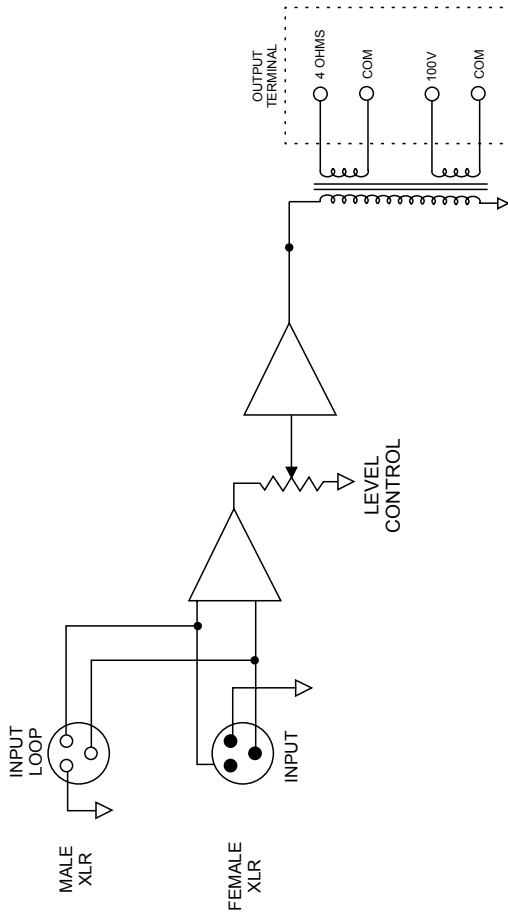 INPUT
LOOP
MALE
XLR
FEMALE
XLR
INPUT
LEVEL
CONTROL
OUTPUT
TERMINAL
4 OHMS
COM
100V
COM